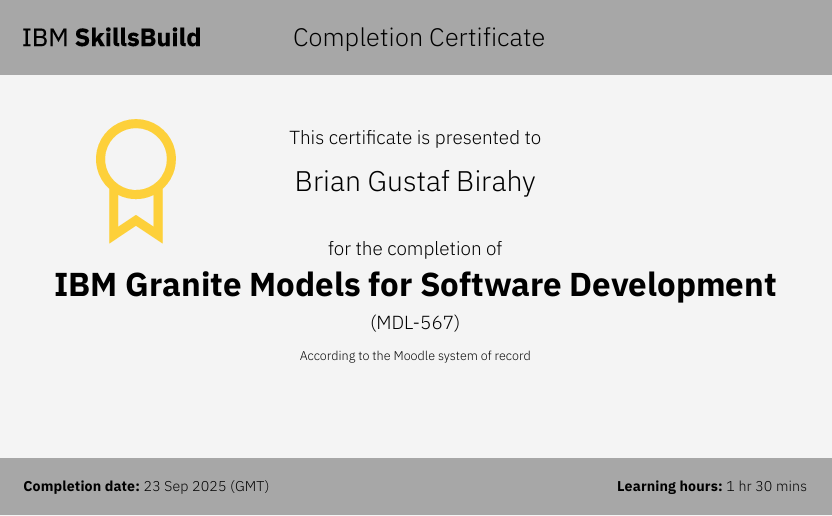 IBM SkillsBuild
Completion Certificate
This certificate is presented to
Brian Gustaf Birahy
for the completion of
IBM Granite Models for Software Development
(MDL-567)
According to the Moodle system of record
Completion date: 23 Sep 2025 (GMT)
Learning hours: 1 hr 30 mins